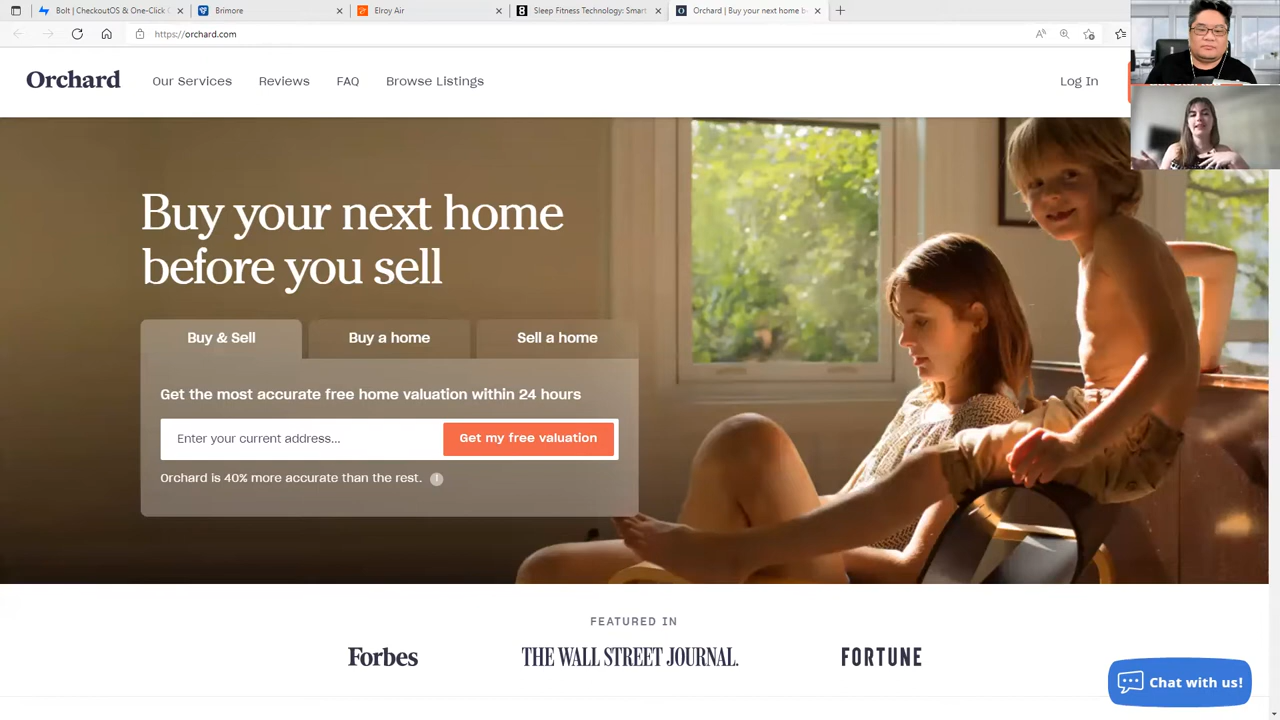 Bolt | CheckoutOS & One-Click
Brimore
Elroy Air
Sleep Fitness Technology: Smart
Orchard | Buy your next home b
https://orchard.com
Orchard
Our Services
Reviews
FAQ
Browse Listings
Log In
Buy your next home
before you sell
Buy & Sell
Buy a home
Sell a home
Get the most accurate free home valuation within 24 hours
Enter your current address...
Get my free valuation
Orchard is 40% more accurate than the rest.
FEATURED IN
Forbes
THE WALL STREET JOURNAL.
FORTUNE
Chat with us!